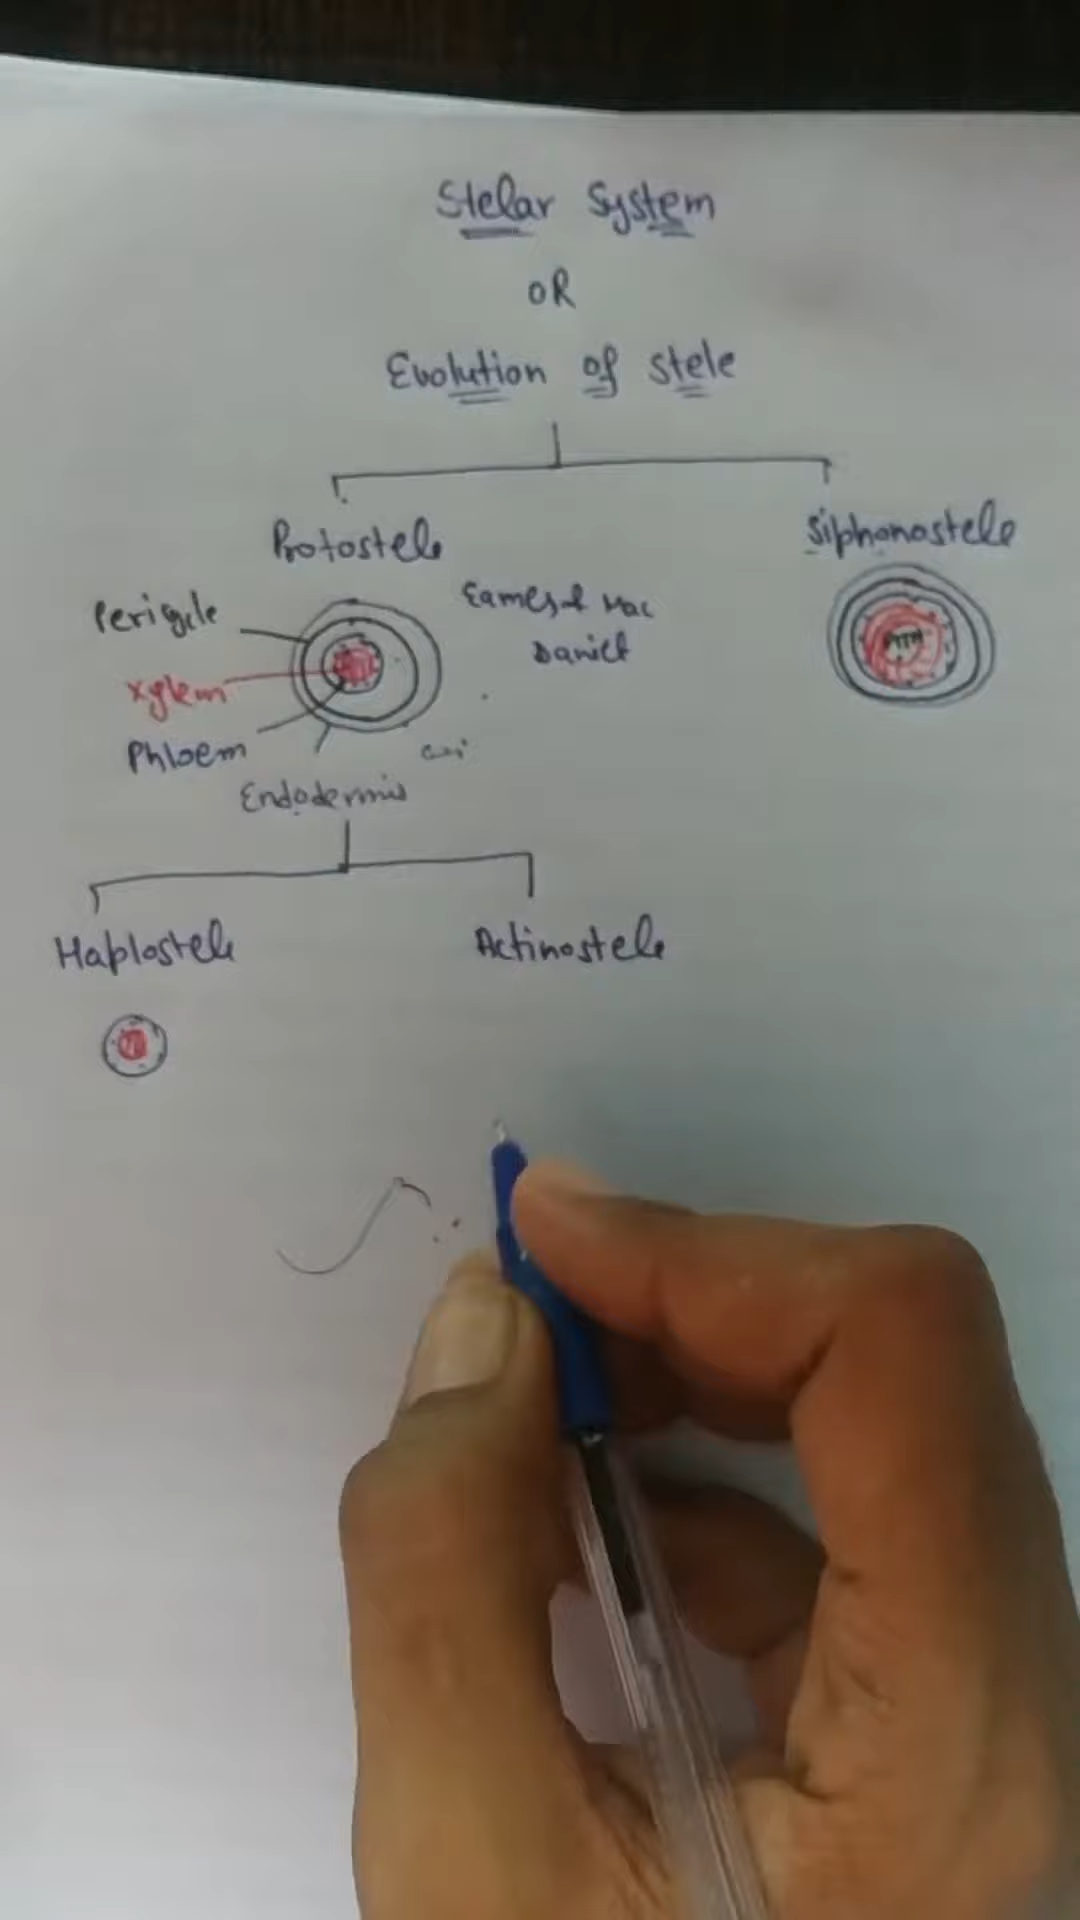 Stelar System
OR
Evolution of stele
Protostele
Siphonostele
Pericycle
Eames & Mac
Daniel
Xylem
PITH
Phloem
Endodermis
Haplostele
Actinostele